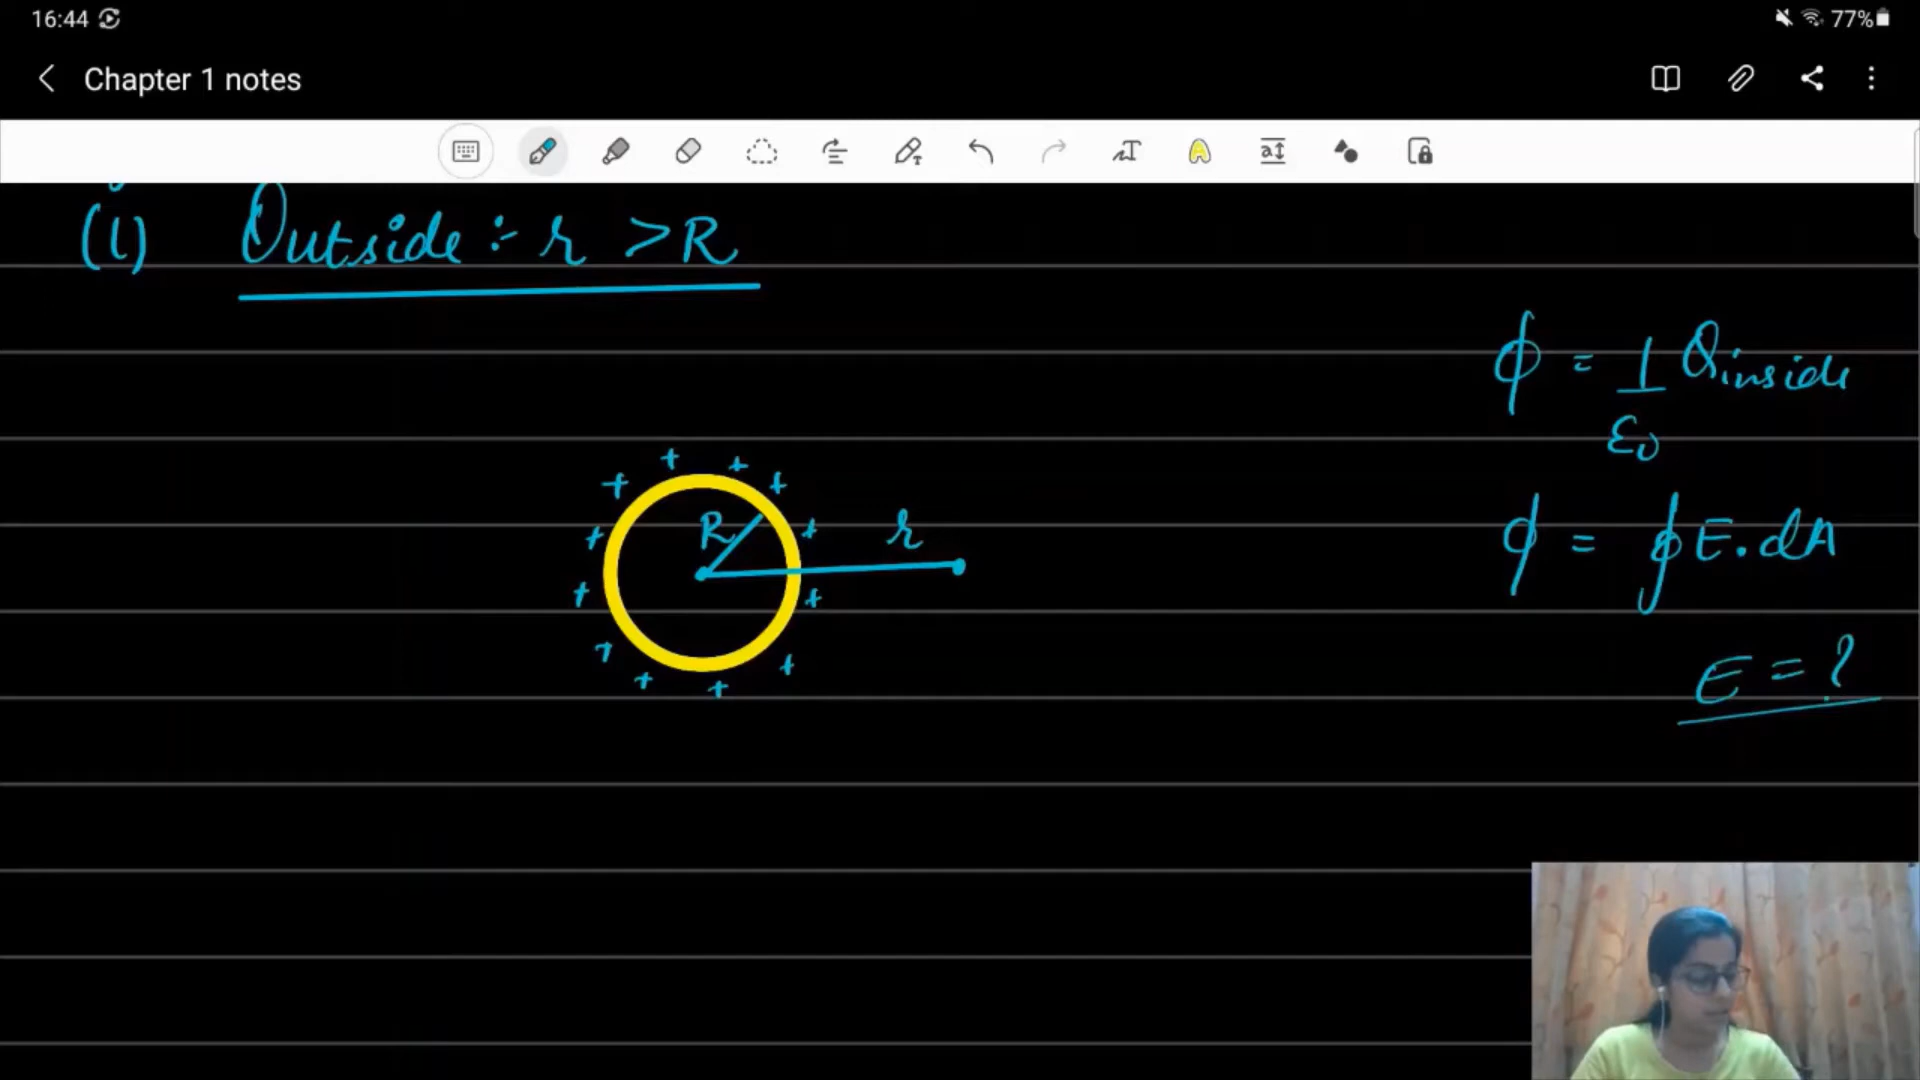 16:44 77%
Chapter 1 notes
(1) Outside :- r > R
ϕ = 1/ε0 Qinside
ϕ = ∮E.dA
E = ?
+ + + +
+ R + r
+ +
+ + + +